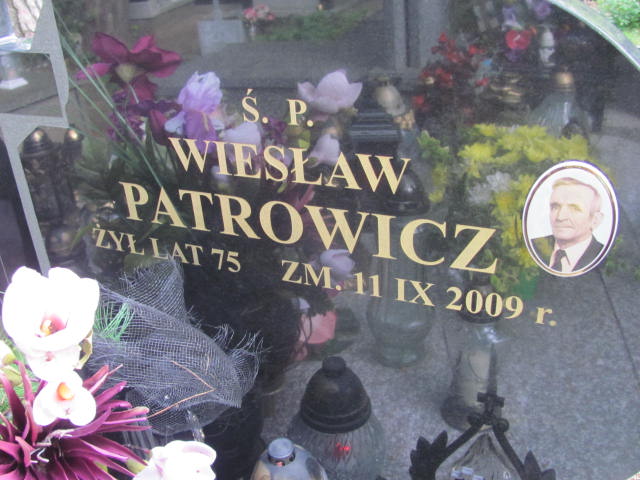 Ś. P.
WIESŁAW
PATROWICZ
ŻYŁ LAT 75 ZM. 11 IX 2009 r.